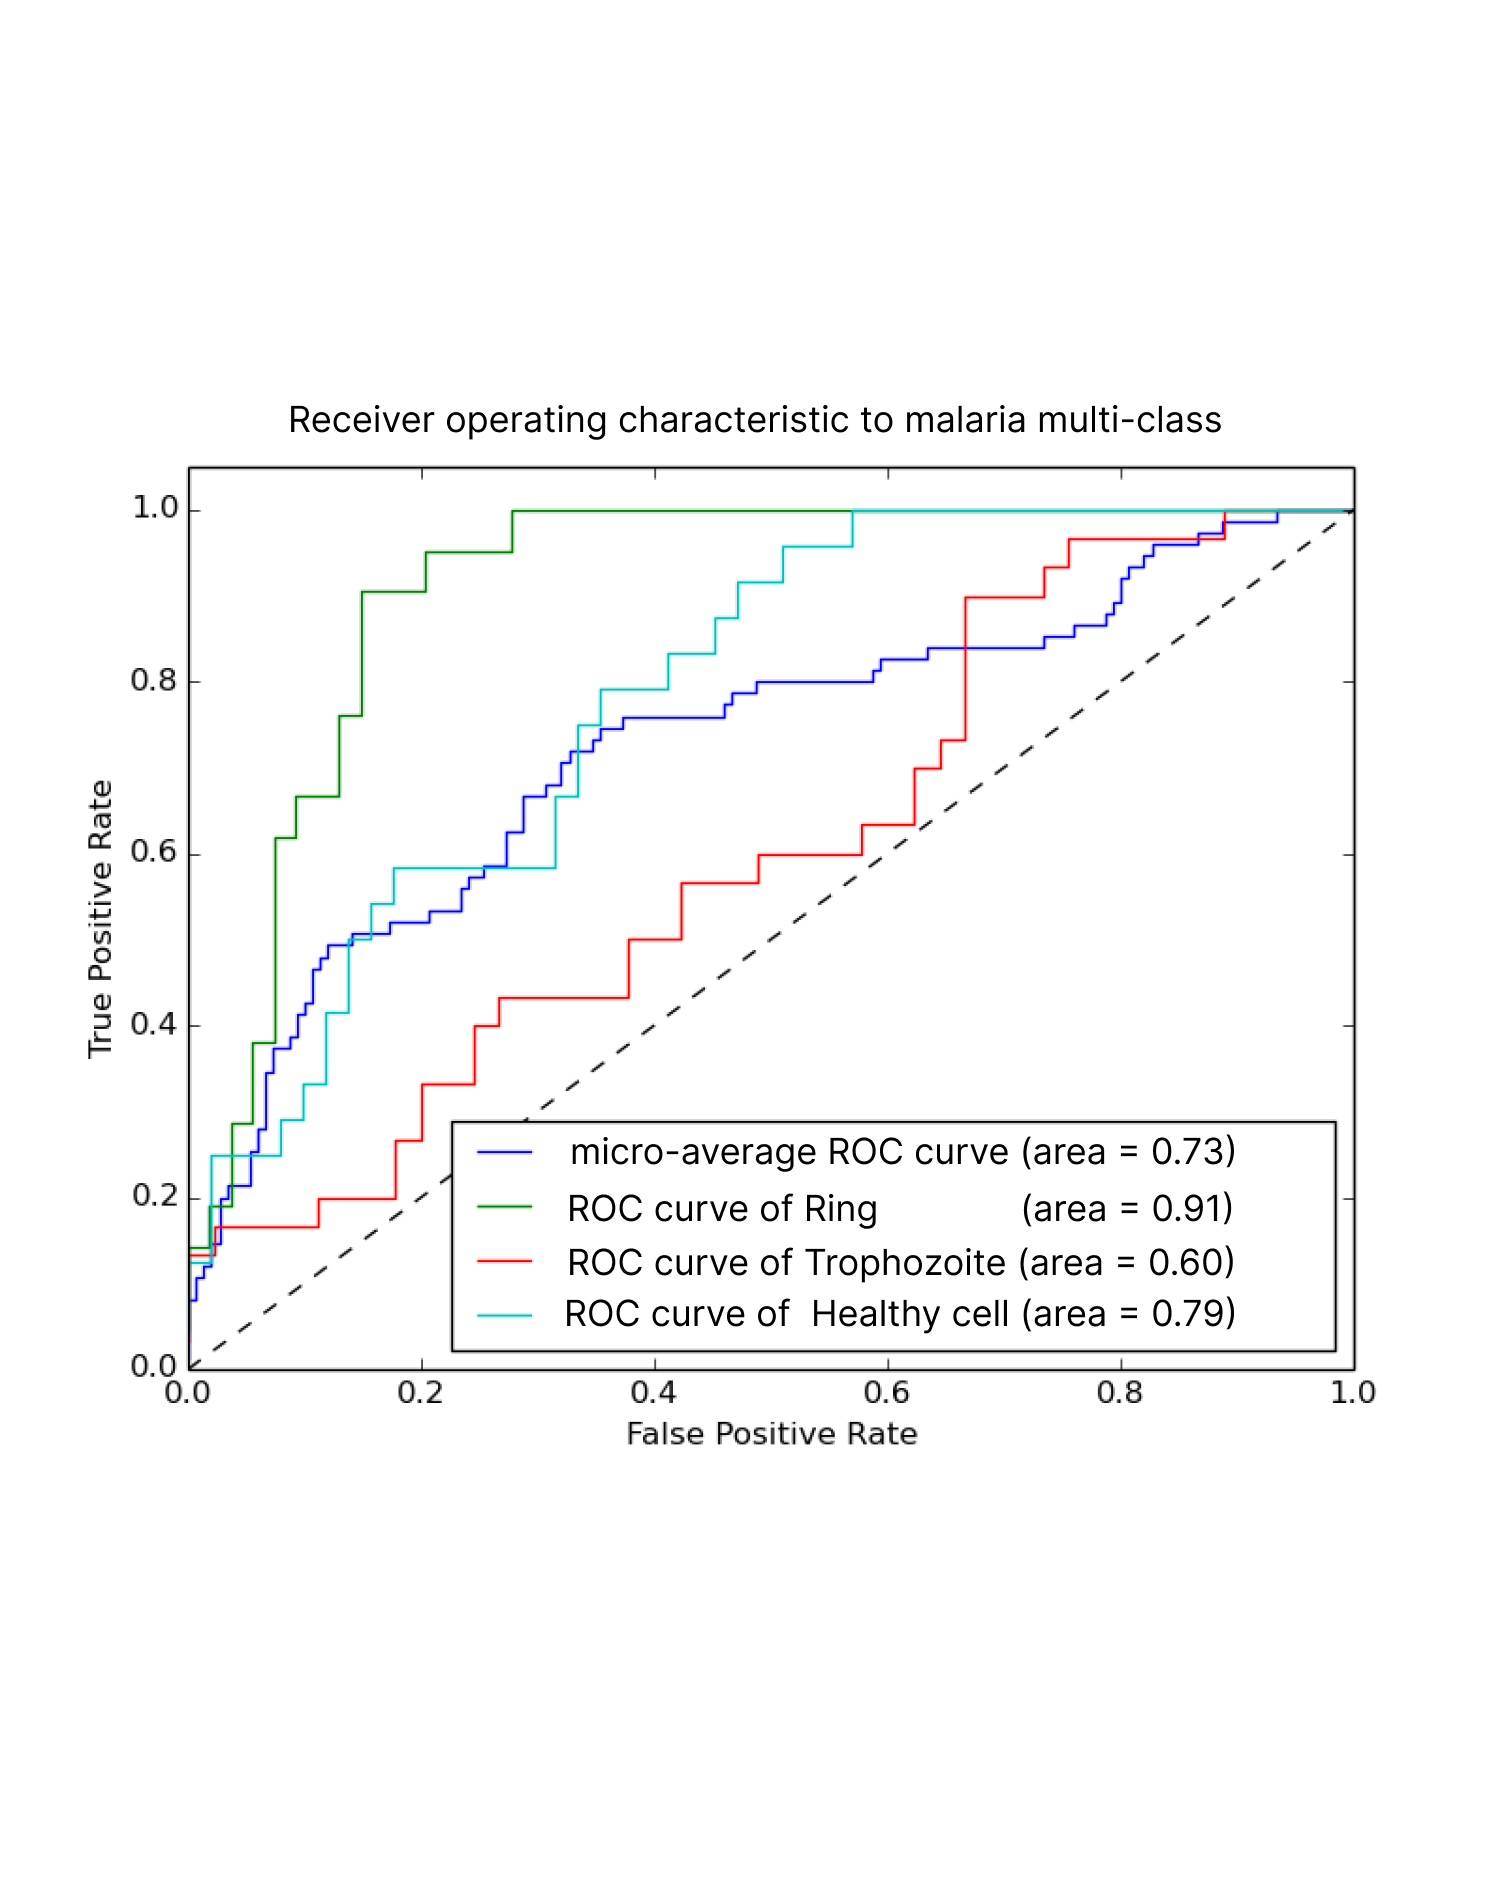 Receiver operating characteristic to malaria multi-class
1.0
0.8
0.6
0.4
0.2
0.0
True Positive Rate
micro-average ROC curve (area = 0.73)
ROC curve of Ring (area = 0.91)
ROC curve of Trophozoite (area = 0.60)
ROC curve of Healthy cell (area = 0.79)
0.0 0.2 0.4 0.6 0.8 1.0
False Positive Rate